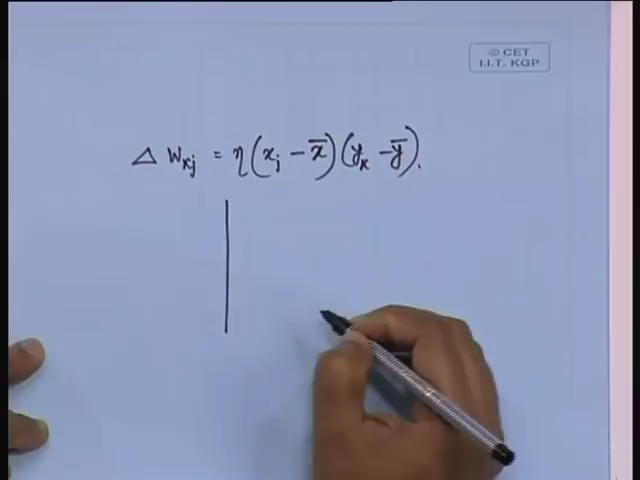 © CET
I.I.T. KGP
Δ w_kj = η(x_j − x̄)(y_k − ȳ).